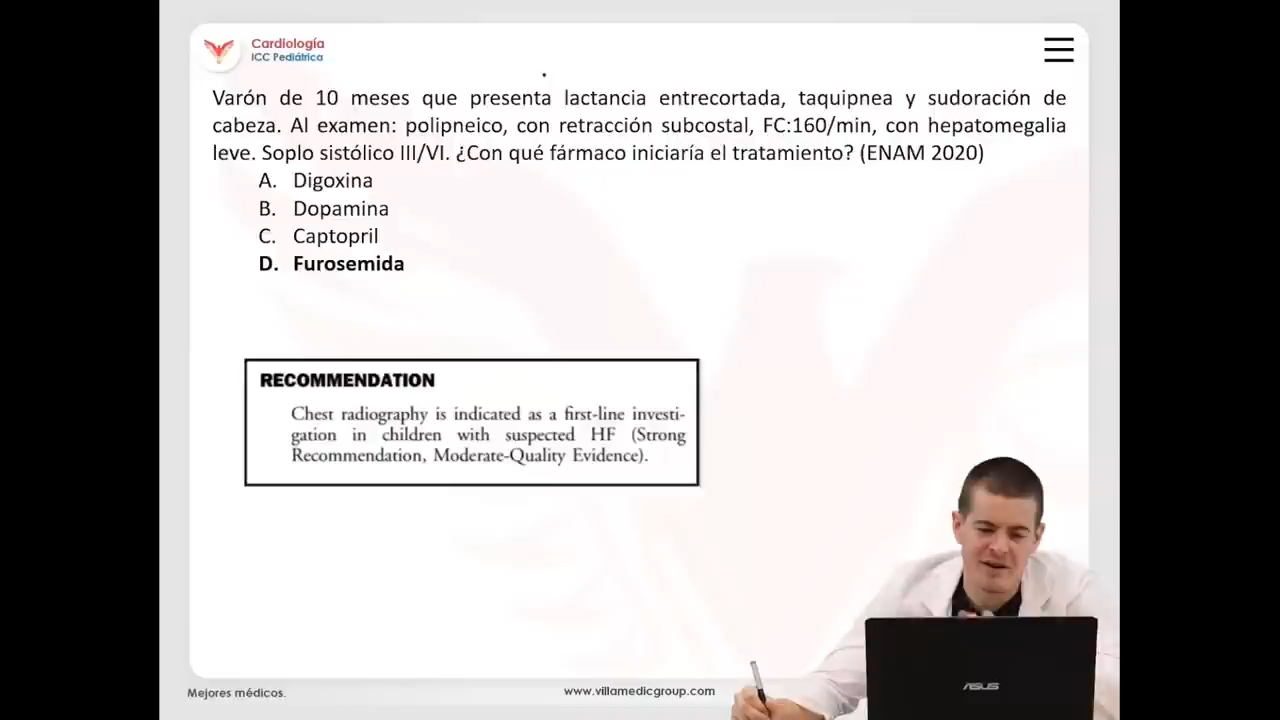 Cardiología
ICC Pediátrica
Varón de 10 meses que presenta lactancia entrecortada, taquipnea y sudoración de
cabeza. Al examen: polipneico, con retracción subcostal, FC:160/min, con hepatomegalia
leve. Soplo sistólico III/VI. ¿Con qué fármaco iniciaría el tratamiento? (ENAM 2020)
A. Digoxina
B. Dopamina
C. Captopril
D. Furosemida
RECOMMENDATION
Chest radiography is indicated as a first-line investi-
gation in children with suspected HF (Strong
Recommendation, Moderate-Quality Evidence).
ASUS
Mejores médicos.
www.villamedicgroup.com